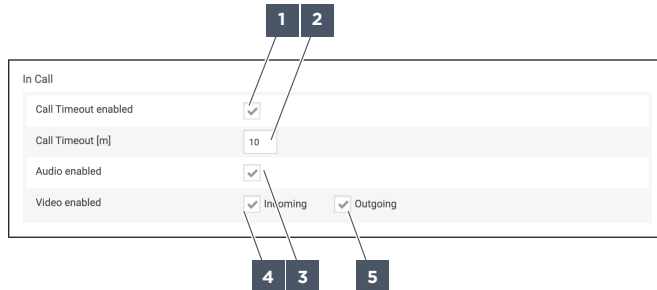 1 2
In Call
Call Timeout enabled
Call Timeout [m] 10
Audio enabled
Video enabled Incoming Outgoing
4 3 5